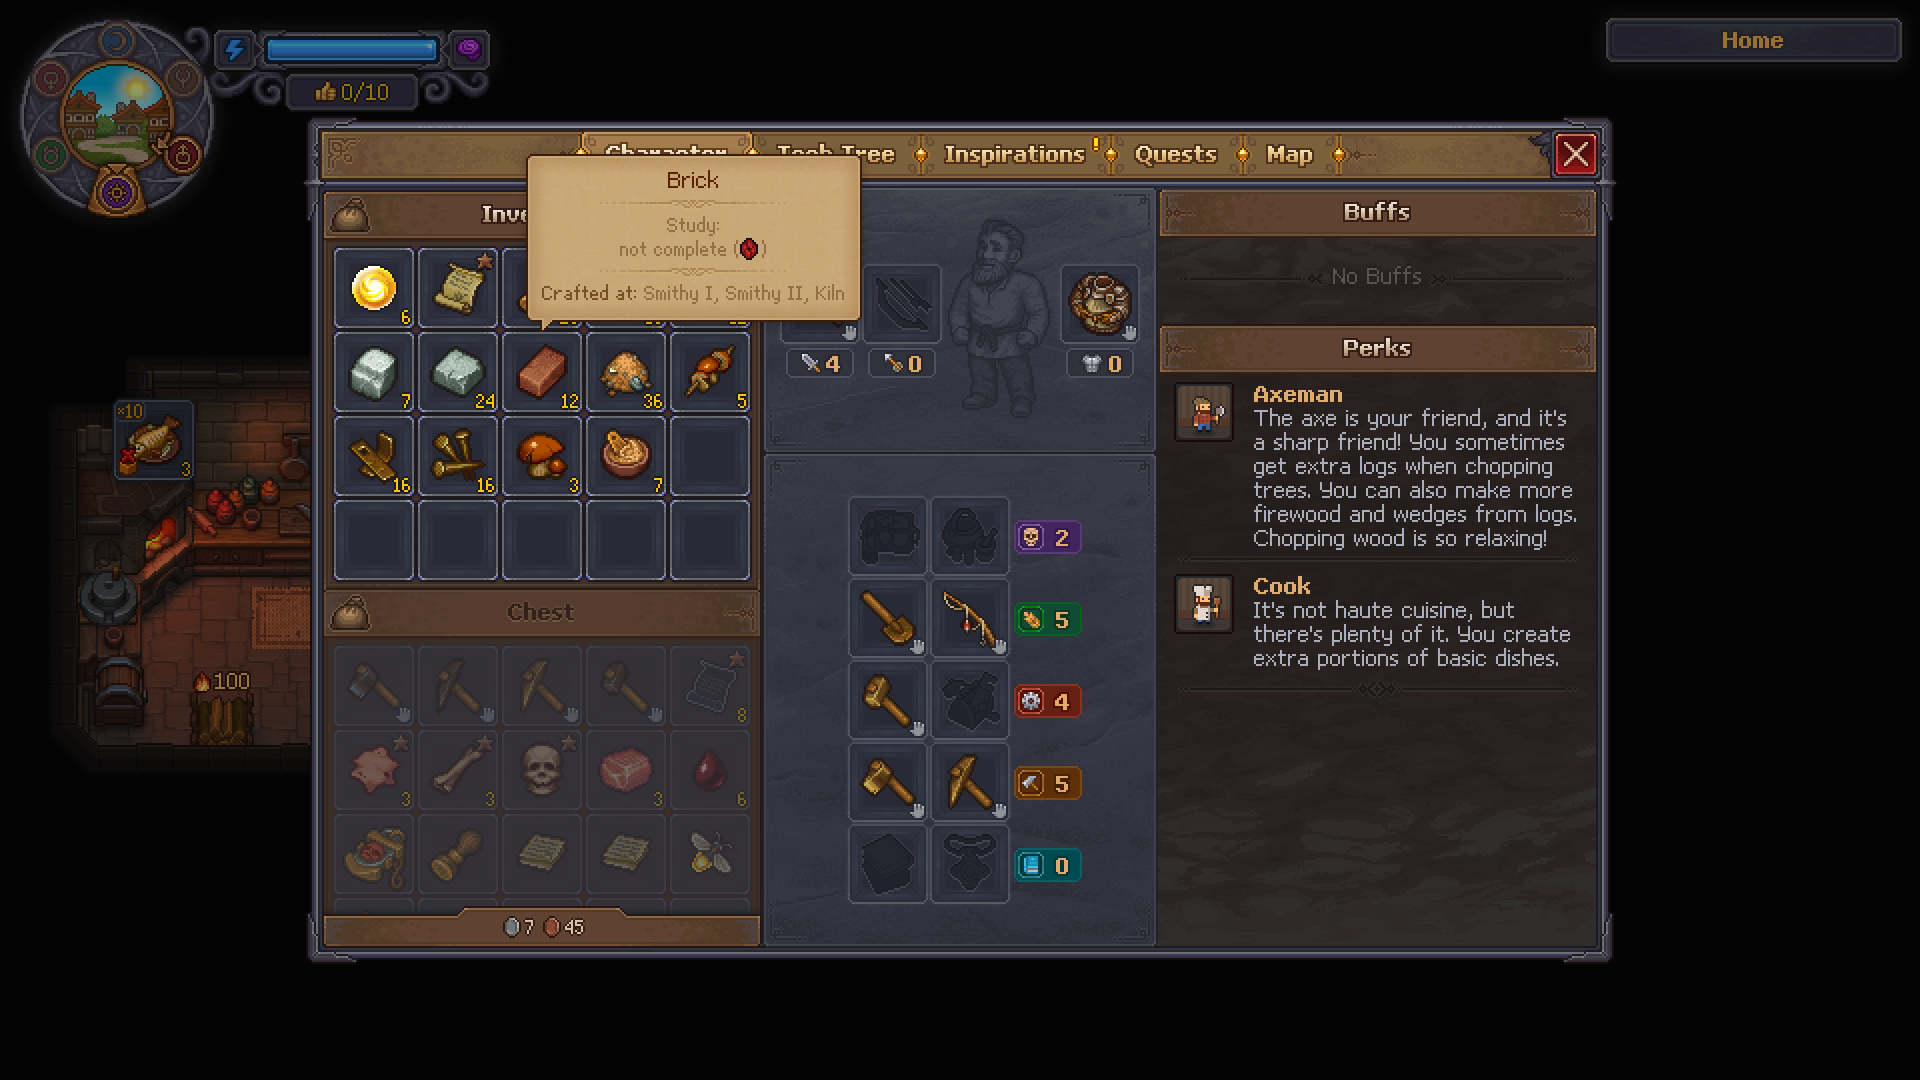 Home
0/10
Character
Tech Tree
Inspirations
Quests
Map
Brick
Study:
not complete ( )
Crafted at: Smithy I, Smithy II, Kiln
Inve
6
7
24
12
36
5
16
16
3
7
4
0
0
×10
3
100
Chest
8
3
3
3
6
7 45
2
5
4
5
0
Buffs
No Buffs
Perks
Axeman
The axe is your friend, and it's
a sharp friend! You sometimes
get extra logs when chopping
trees. You can also make more
firewood and wedges from logs.
Chopping wood is so relaxing!
Cook
It's not haute cuisine, but
there's plenty of it. You create
extra portions of basic dishes.